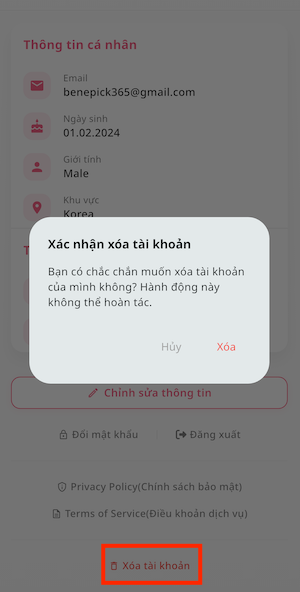 Thông tin cá nhân
Email
benepick365@gmail.com
Ngày sinh
01.02.2024
Giới tính
Male
Khu vực
Korea
Xác nhận xóa tài khoản
Bạn có chắc chắn muốn xóa tài khoản
của mình không? Hành động này
không thể hoàn tác.
Hủy
Xóa
Chỉnh sửa thông tin
Đổi mật khẩu
Đăng xuất
Privacy Policy(Chính sách bảo mật)
Terms of Service(Điều khoản dịch vụ)
Xóa tài khoản